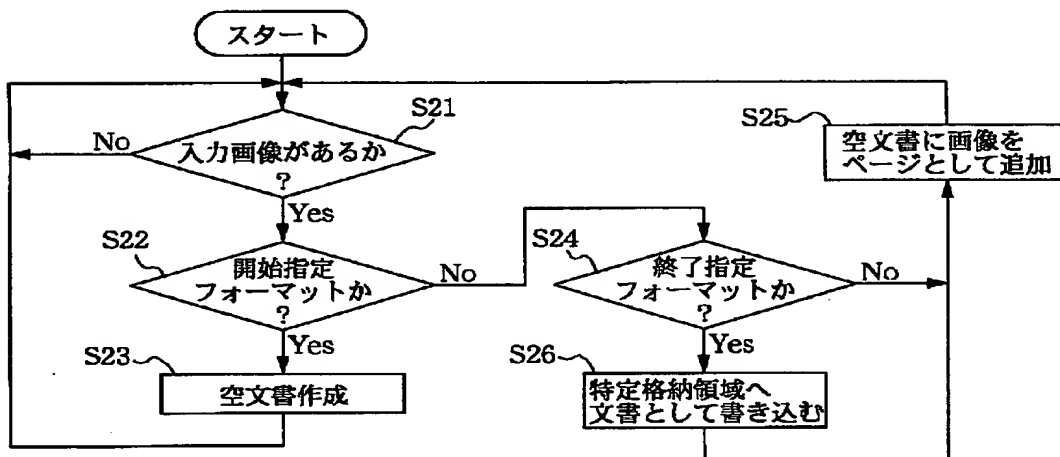 スタート
S21
No
入力画像があるか
?
Yes
S22
開始指定
フォーマットか
?
No
Yes
S23
空文書作成
S24
終了指定
フォーマットか
?
No
Yes
S25
空文書に画像を
ページとして追加
S26
特定格納領域へ
文書として書き込む